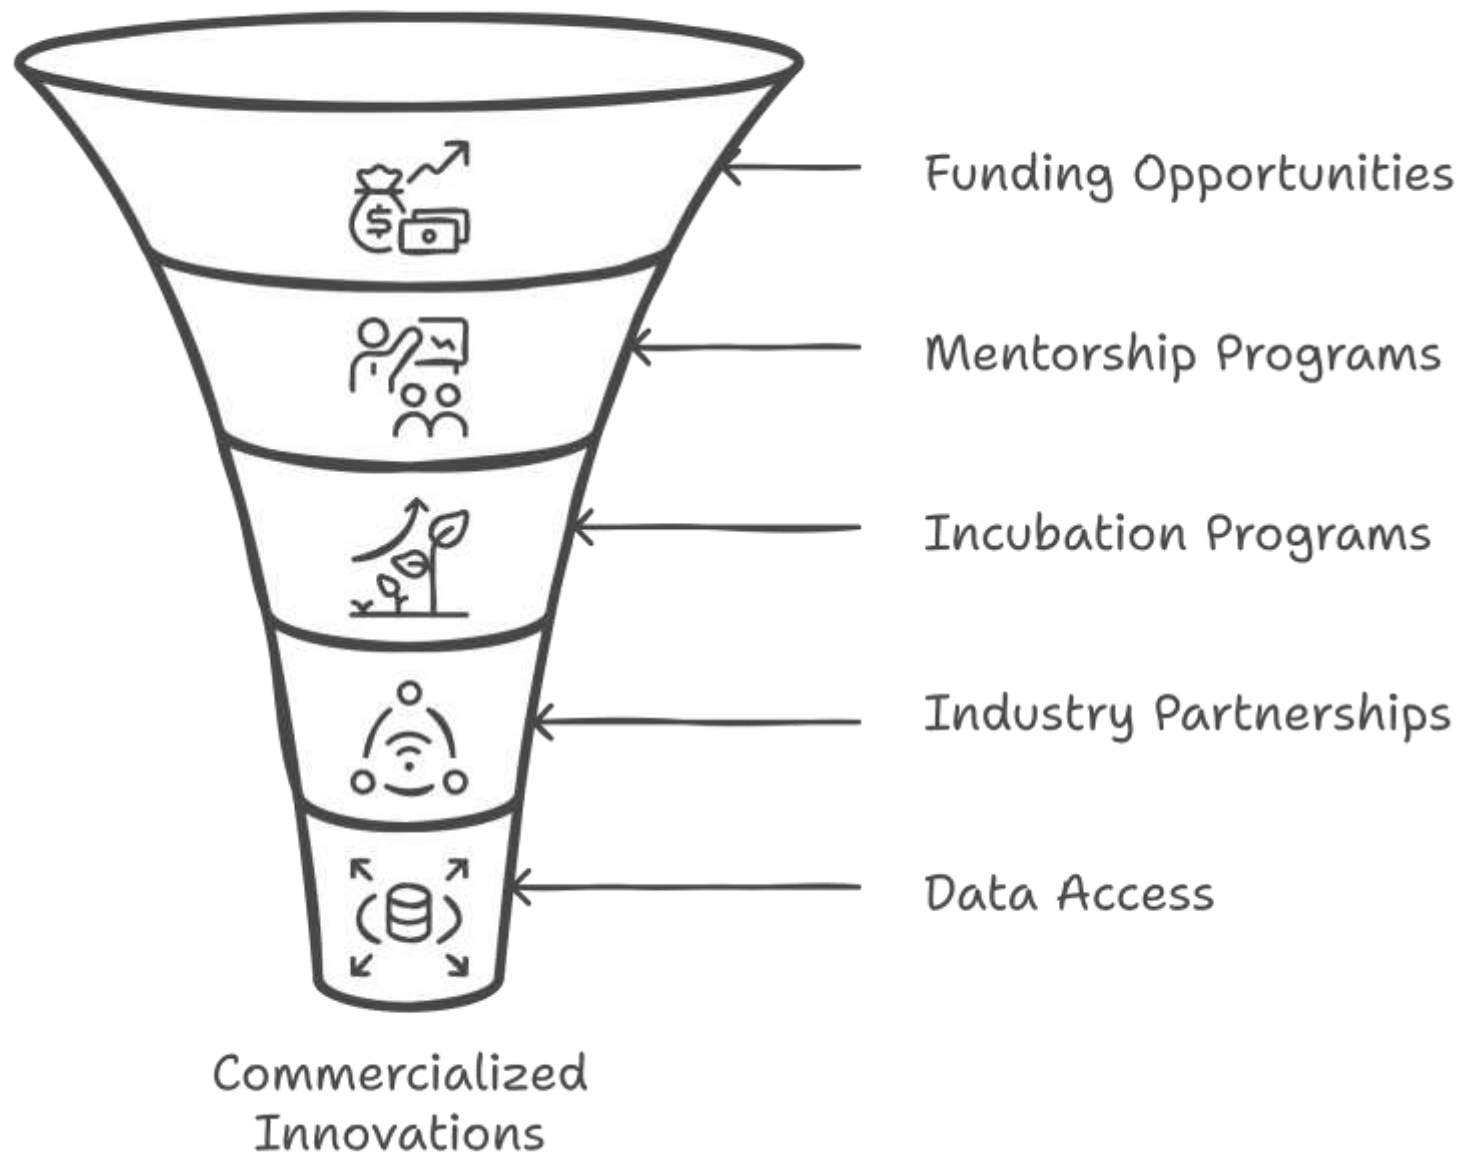 Funding Opportunities
Mentorship Programs
Incubation Programs
Industry Partnerships
Data Access
Commercialized
Innovations